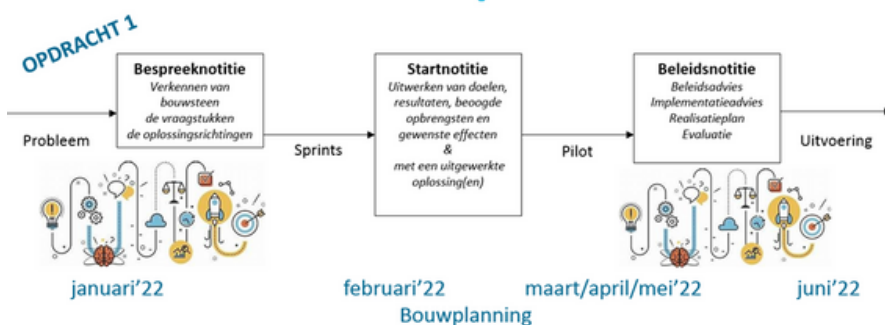 OPDRACHT 1
Probleem
Bespreeknotitie
Verkennen van
bouwsteen
de vraagstukken
de oplossingsrichtingen
Sprints
Startnotitie
Uitwerken van doelen,
resultaten, beoogde
opbrengsten en
gewenste effecten
&
met een uitgewerkte
oplossing(en)
Pilot
Beleidsnotitie
Beleidsadvies
Implementatieadvies
Realisatieplan
Evaluatie
Uitvoering
januari'22
februari'22
maart/april/mei'22
juni'22
Bouwplanning